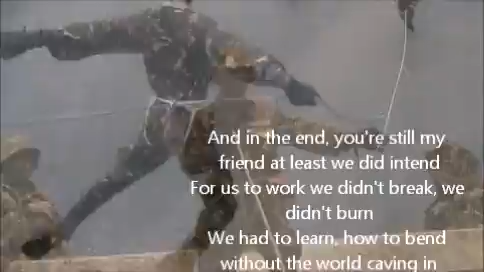 And in the end, you're still my
friend at least we did intend
For us to work we didn't break, we
didn't burn
We had to learn, how to bend
without the world caving in